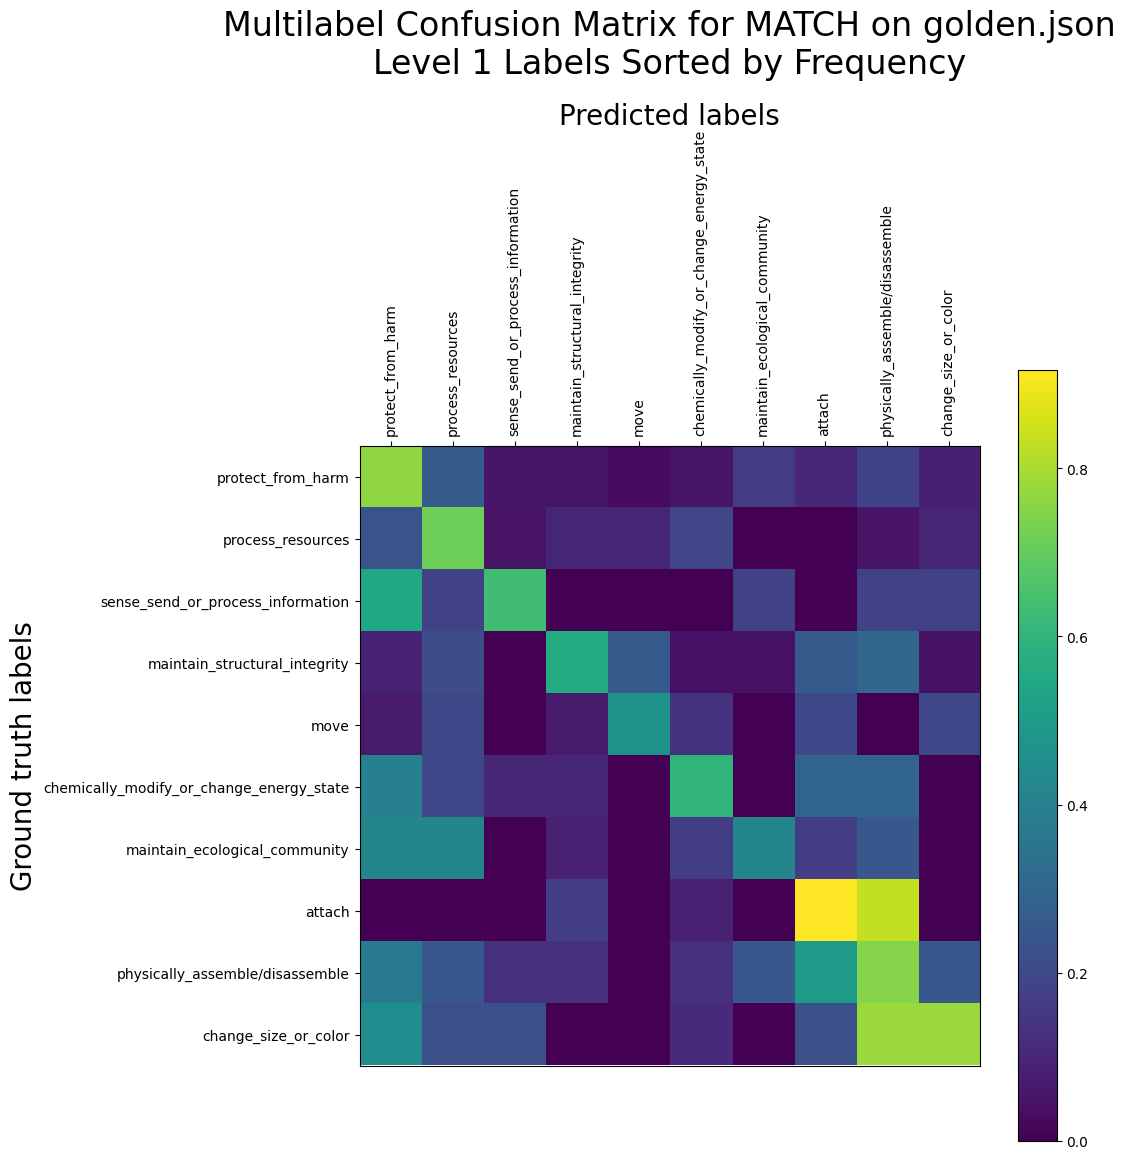 Multilabel Confusion Matrix for MATCH on golden.json
Level 1 Labels Sorted by Frequency
Predicted labels
protect_from_harm
process_resources
sense_send_or_process_information
maintain_structural_integrity
move
chemically_modify_or_change_energy_state
maintain_ecological_community
attach
physically_assemble/disassemble
change_size_or_color
Ground truth labels
protect_from_harm
process_resources
sense_send_or_process_information
maintain_structural_integrity
move
chemically_modify_or_change_energy_state
maintain_ecological_community
attach
physically_assemble/disassemble
change_size_or_color
0.8
0.6
0.4
0.2
0.0